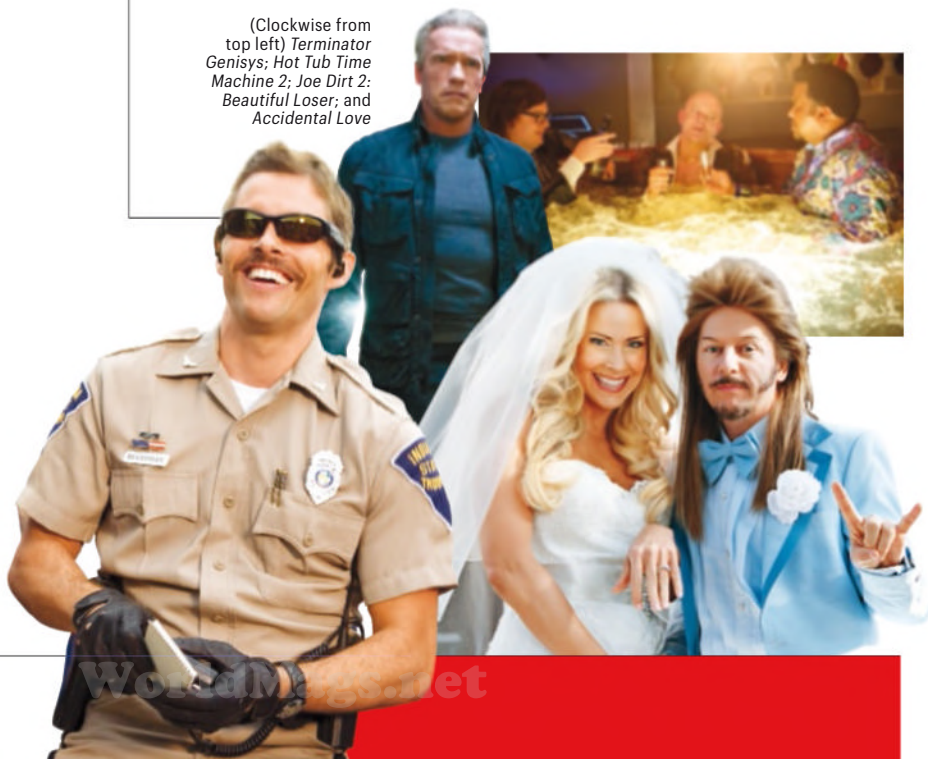 (Clockwise from
top left) Terminator
Genisys; Hot Tub Time
Machine 2; Joe Dirt 2:
Beautiful Loser; and
Accidental Love
WorldMags.net